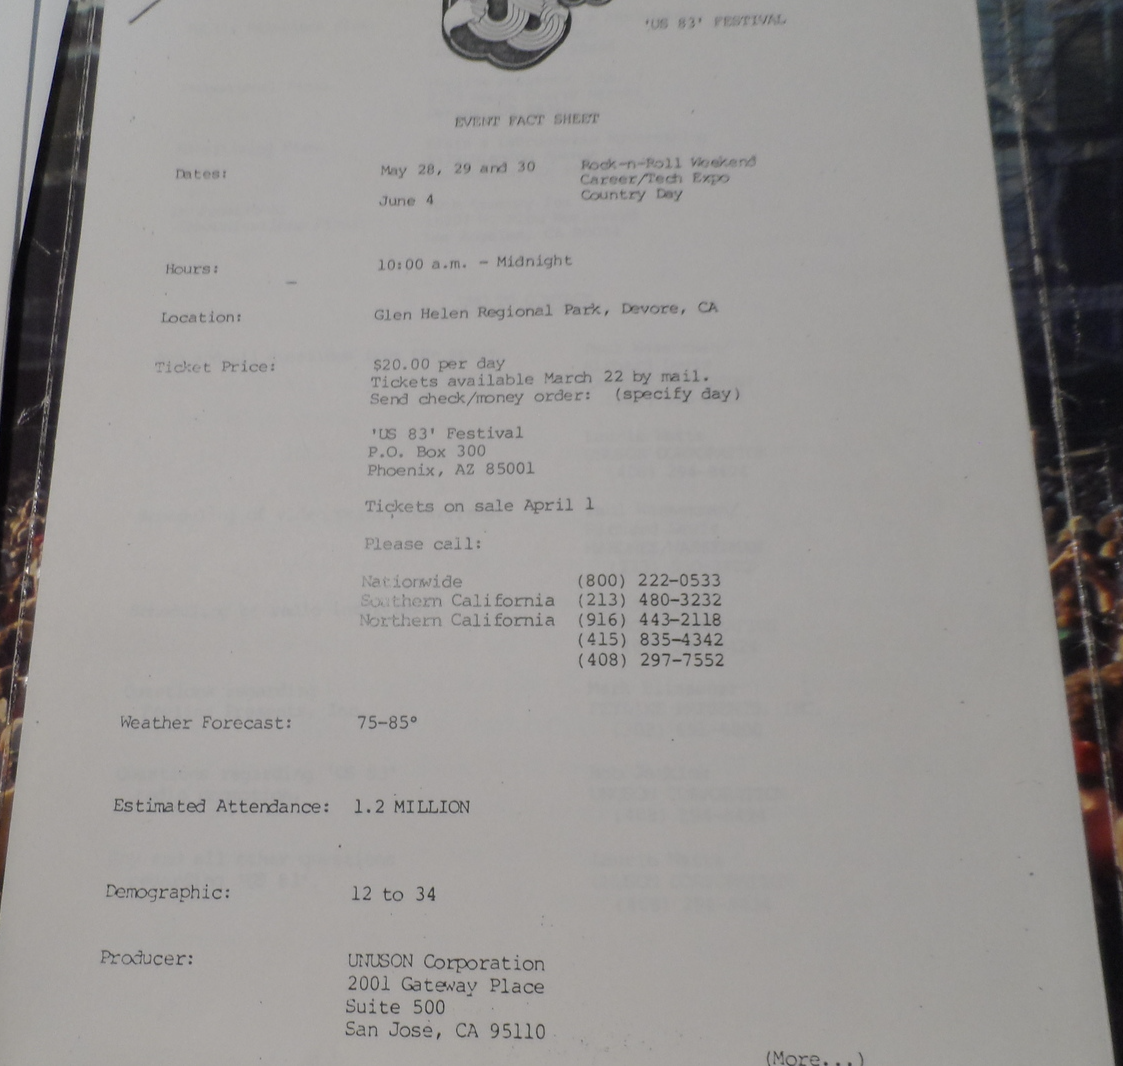 'US 83' FESTIVAL
EVENT FACT SHEET
Dates: May 28, 29 and 30 Rock-n-Roll Weekend
Career/Tech Expo
June 4 Country Day
Hours: 10:00 a.m. - Midnight
Location: Glen Helen Regional Park, Devore, CA
Ticket Price: $20.00 per day
Tickets available March 22 by mail.
Send check/money order: (specify day)
'US 83' Festival
P.O. Box 300
Phoenix, AZ 85001
Tickets on sale April 1
Please call:
Nationwide (800) 222-0533
Southern California (213) 480-3232
Northern California (916) 443-2118
(415) 835-4342
(408) 297-7552
Weather Forecast: 75-85°
Estimated Attendance: 1.2 MILLION
Demographic: 12 to 34
Producer: UNUSON Corporation
2001 Gateway Place
Suite 500
San Jose, CA 95110
(More...)